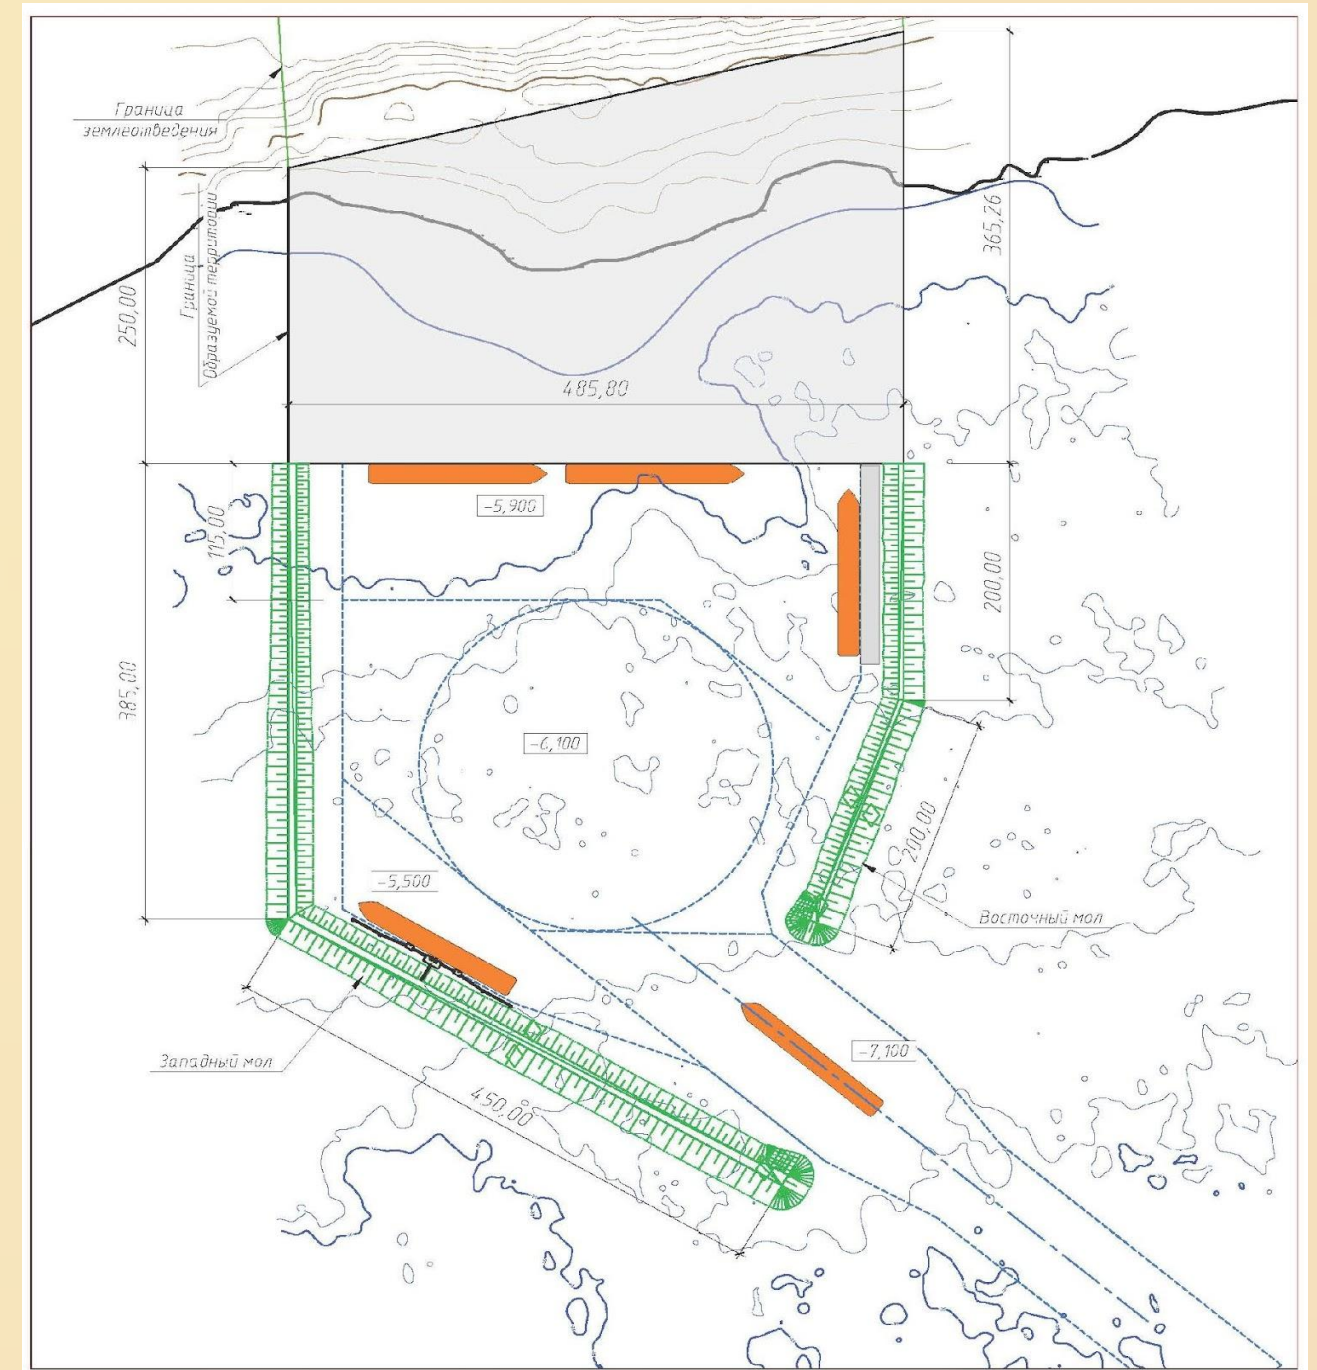 Граница
землеотведения
365,26
Граница
Образуемой территории
250,00
485,80
-5,900
115,00
200,00
385,00
-6,100
200,00
-5,500
Восточный мол
-7,100
Западный мол
450,00